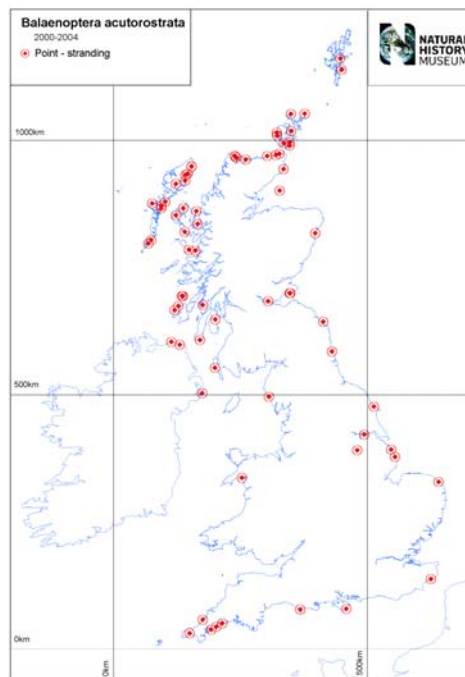 Balaenoptera acutorostrata
2000-2004
Point - stranding
NATURAL
HISTORY
MUSEUM
1000km
500km
0km
0km
500km